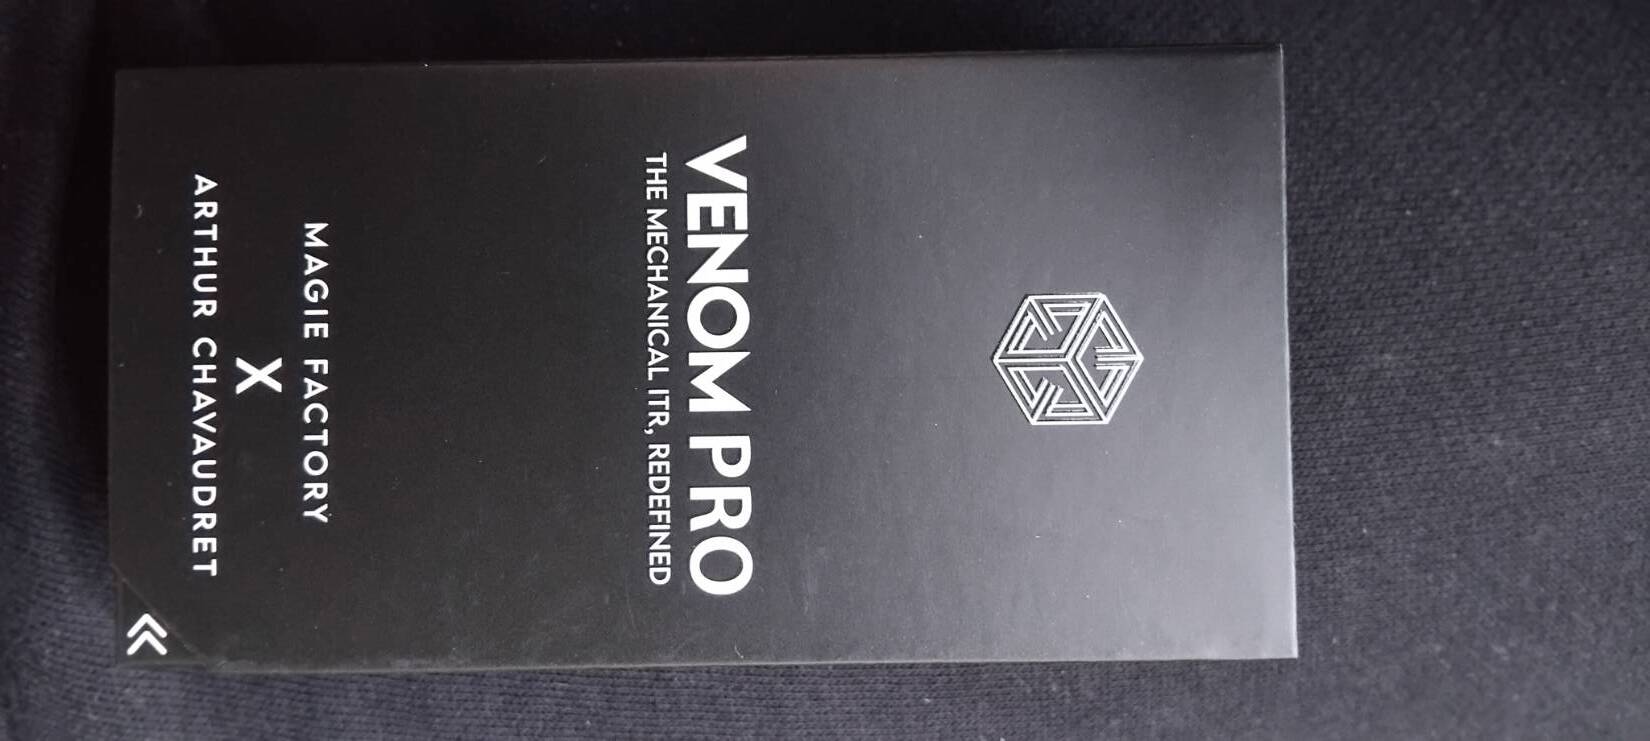 VENOM PRO
THE MECHANICAL ITR, REDEFINED
MAGIE FACTORY
X
ARTHUR CHAVAUDRET